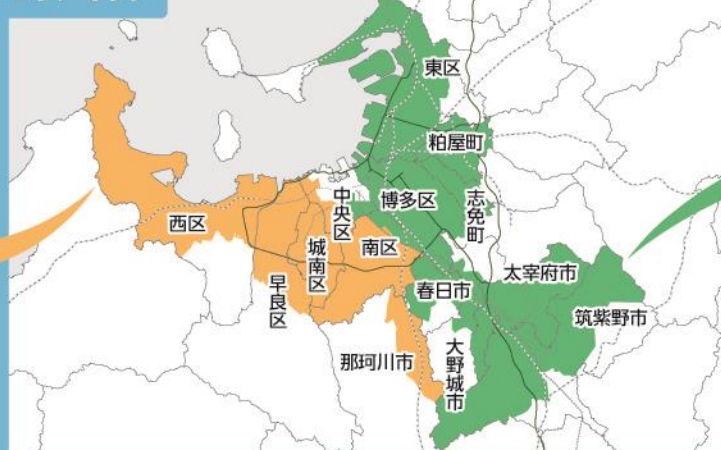 東区
粕屋町
中央区
博多区
志免町
西区
城南区
南区
早良区
春日市
太宰府市
筑紫野市
那珂川市
大野城市